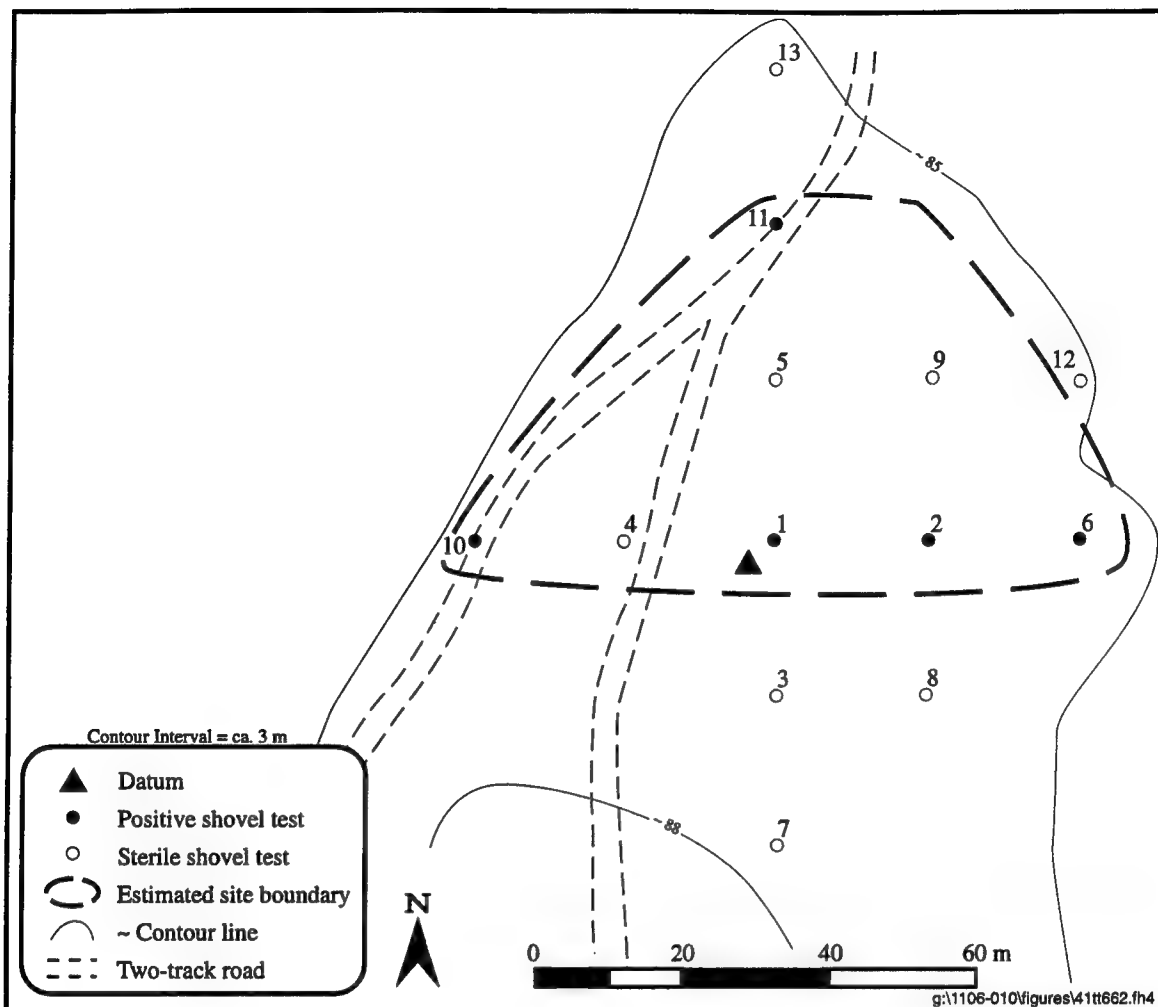 13
~ 85
11
5
9
12
4
1
2
6
10
3
8
Contour Interval = ca. 3 m
Datum
Positive shovel test
Sterile shovel test
Estimated site boundary
~ Contour line
Two-track road
~ 88
7
N
0 20 40 60 m
g:\1106-010\figures\41tt662.fh4